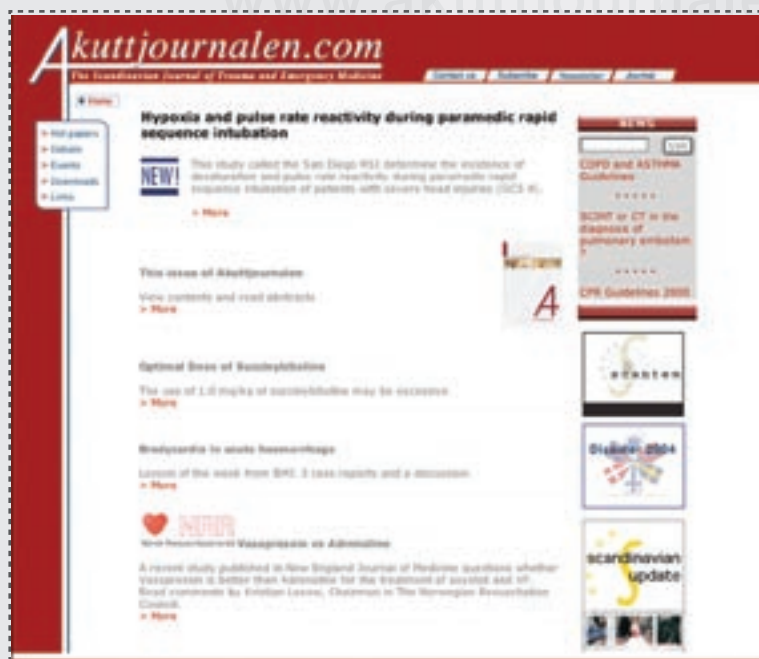 Akuttjournalen.com
The Scandinavian Journal of Trauma and Emergency Medicine
Contact us / Subscribe / Newsletter / Journal
Home
Hot papers
Debate
Events
Downloads
Links
Hypoxia and pulse rate reactivity during paramedic rapid
sequence intubation
NEW!
This study called the San Diego RSI determine the existence of
desaturation and pulse rate reactivity during paramedic rapid
sequence intubation of patients with severe head injuries
> More
This issue of Akuttjournalen
View contents and read abstracts
> More
A
Optimal Dose of Succinylcholine
The use of 1.0 mg/kg of succinylcholine may be excessive.
> More
Bradycardia in acute haemorrhage
Lesson of the week from BMJ. 3 case reports and a discussion
> More
Vasopressin vs Adrenaline
A recent study published in New England Journal of Medicine questions whether
Vasopressin is better than Adrenaline for the treatment of asystole and VF.
Read comments by Kristian Lexow, Chairman in The Norwegian Resuscitation
Council.
> More
NEWS
COPD and ASTHMA
Guidelines
*****
SCINT or CT in the
diagnosis of
pulmonary embolism
?
*****
CPR Guidelines 2000
Disaster 2004
scandinavian
update